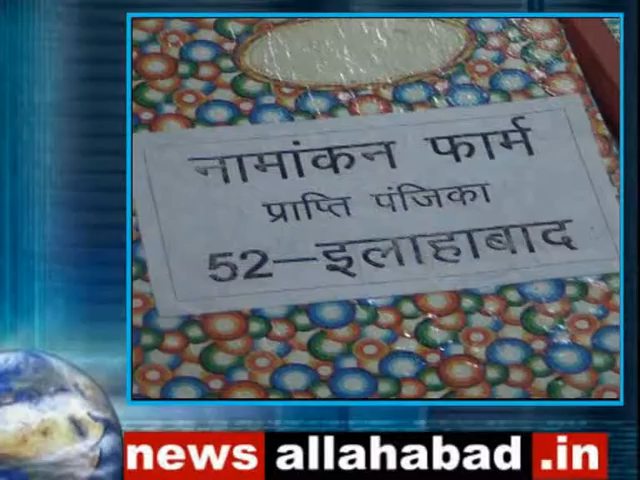 नामांकन फार्म
प्राप्ति पंजिका
52–इलाहाबाद
news allahabad .in